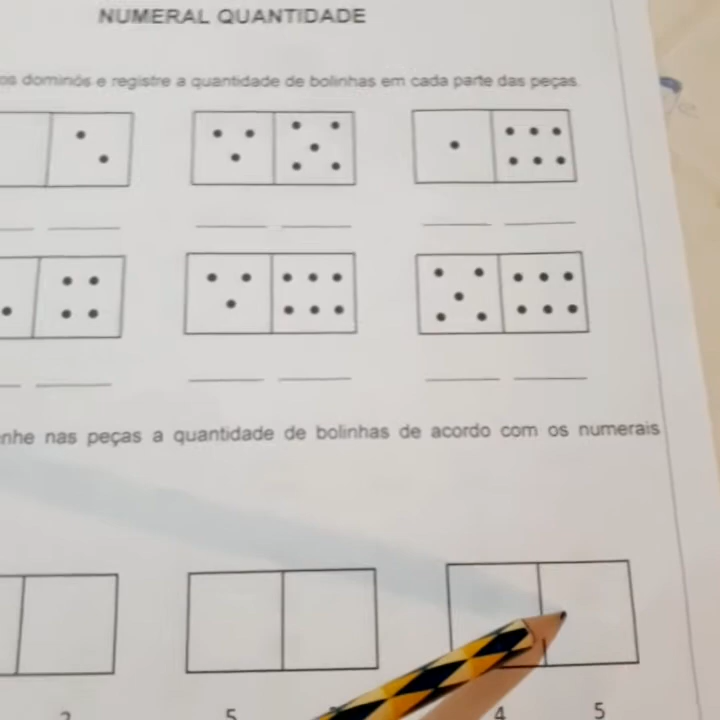 NUMERAL QUANTIDADE
os dominós e registre a quantidade de bolinhas em cada parte das peças.
nhe nas peças a quantidade de bolinhas de acordo com os numerais
5 4 5